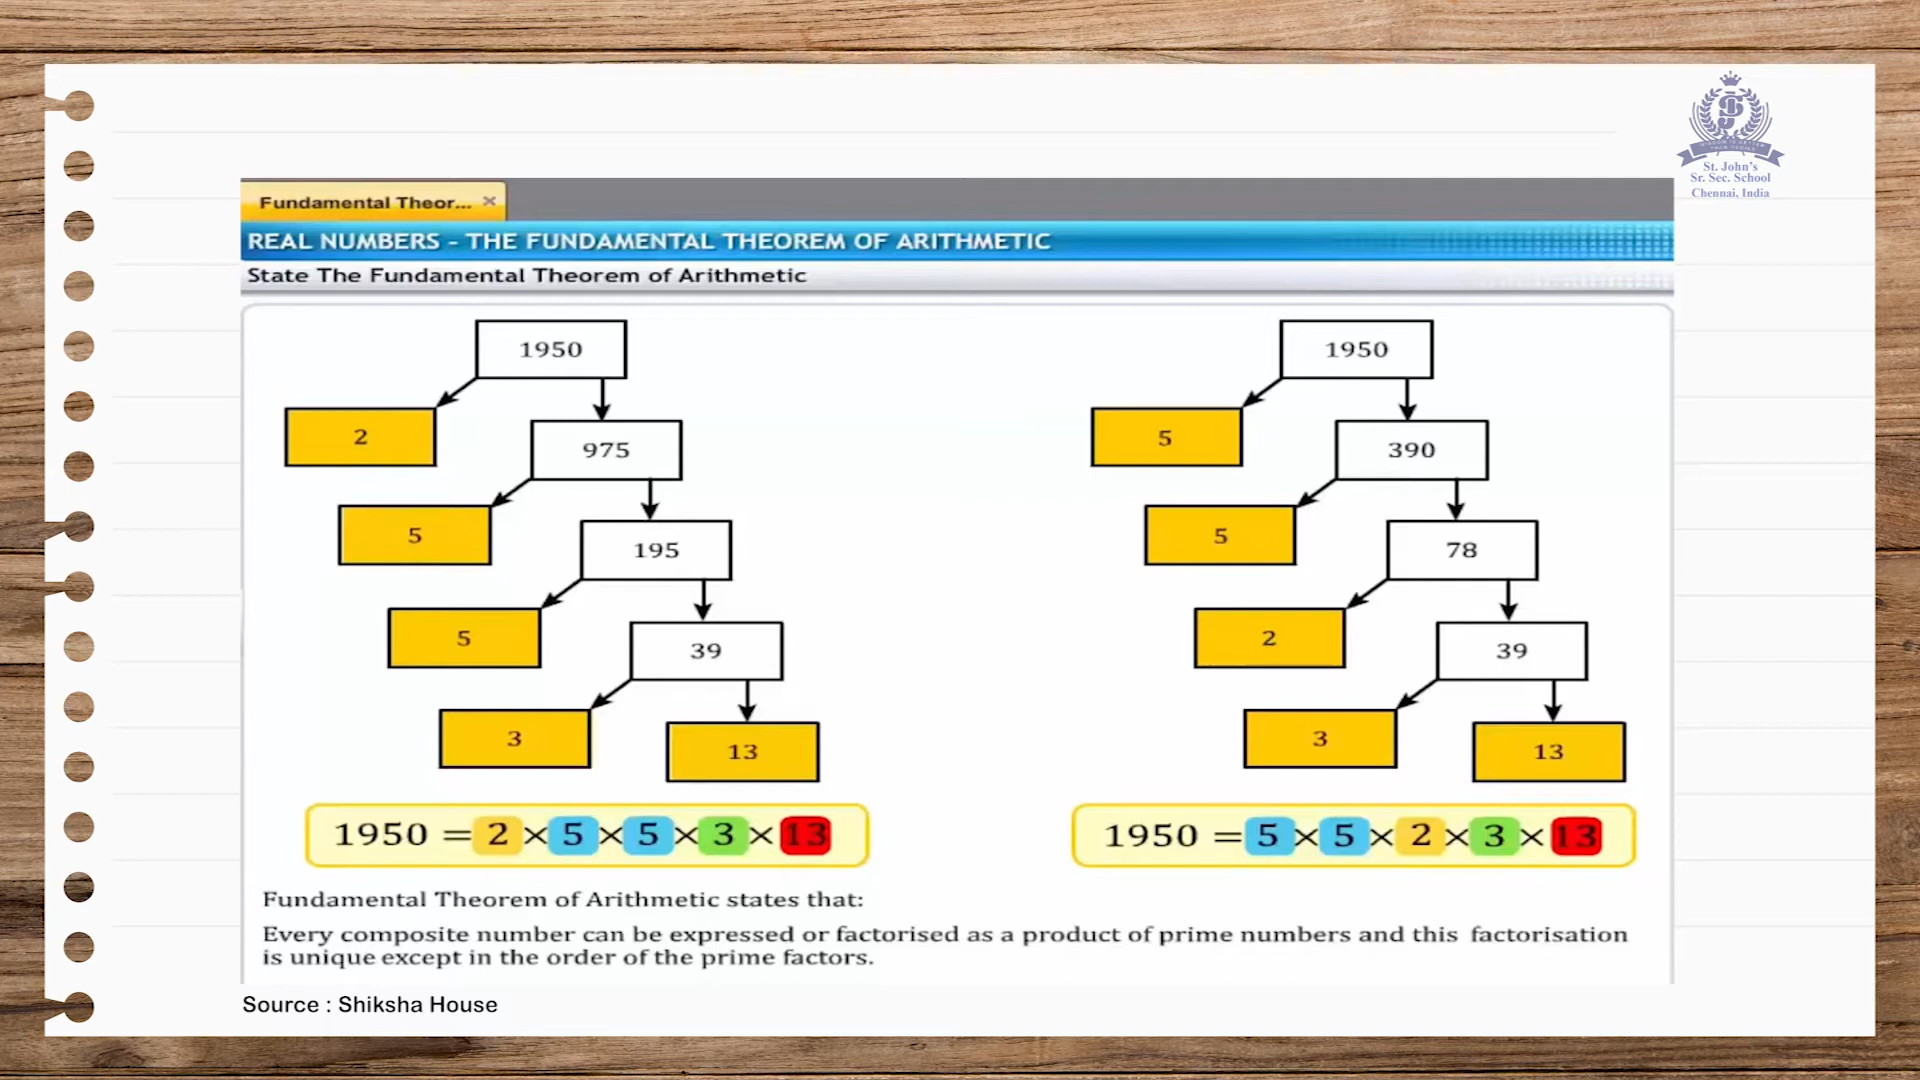 St. John's
Sr. Sec. School
Chennai, India
Fundamental Theor... ×
REAL NUMBERS - THE FUNDAMENTAL THEOREM OF ARITHMETIC
State The Fundamental Theorem of Arithmetic
1950
2
975
5
195
5
39
3
13
1950 = 2 × 5 × 5 × 3 × 13
1950
5
390
5
78
2
39
3
13
1950 = 5 × 5 × 2 × 3 × 13
Fundamental Theorem of Arithmetic states that:
Every composite number can be expressed or factorised as a product of prime numbers and this factorisation
is unique except in the order of the prime factors.
Source : Shiksha House